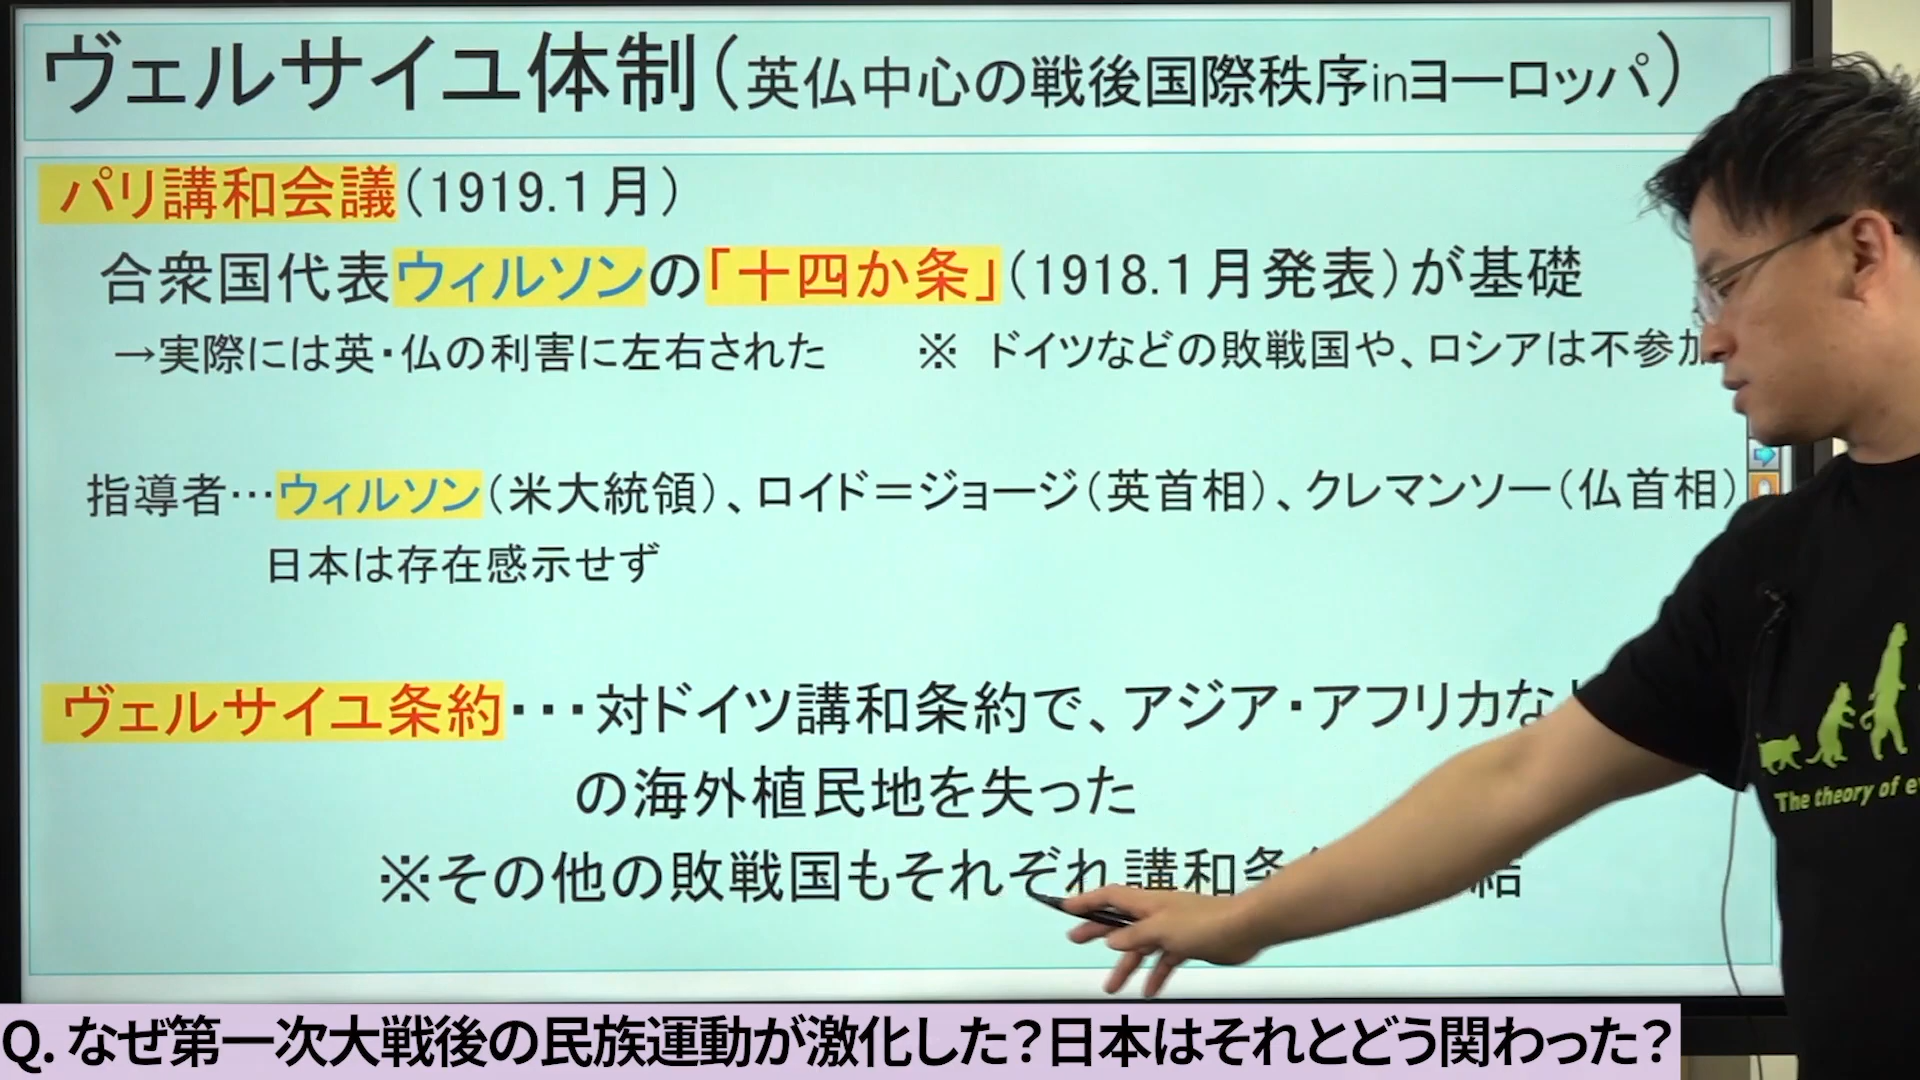 ヴェルサイユ体制（英仏中心の戦後国際秩序inヨーロッパ）
パリ講和会議（1919.1月）
合衆国代表ウィルソンの「十四か条」（1918.1月発表）が基礎
→実際には英・仏の利害に左右された　※ ドイツなどの敗戦国や、ロシアは不参加
指導者…ウィルソン（米大統領）、ロイド＝ジョージ（英首相）、クレマンソー（仏首相）
日本は存在感示せず
ヴェルサイユ条約・・・対ドイツ講和条約で、アジア・アフリカな
の海外植民地を失った
※その他の敗戦国もそれぞれ講和条 結
The theory of
Q. なぜ第一次大戦後の民族運動が激化した？日本はそれとどう関わった？